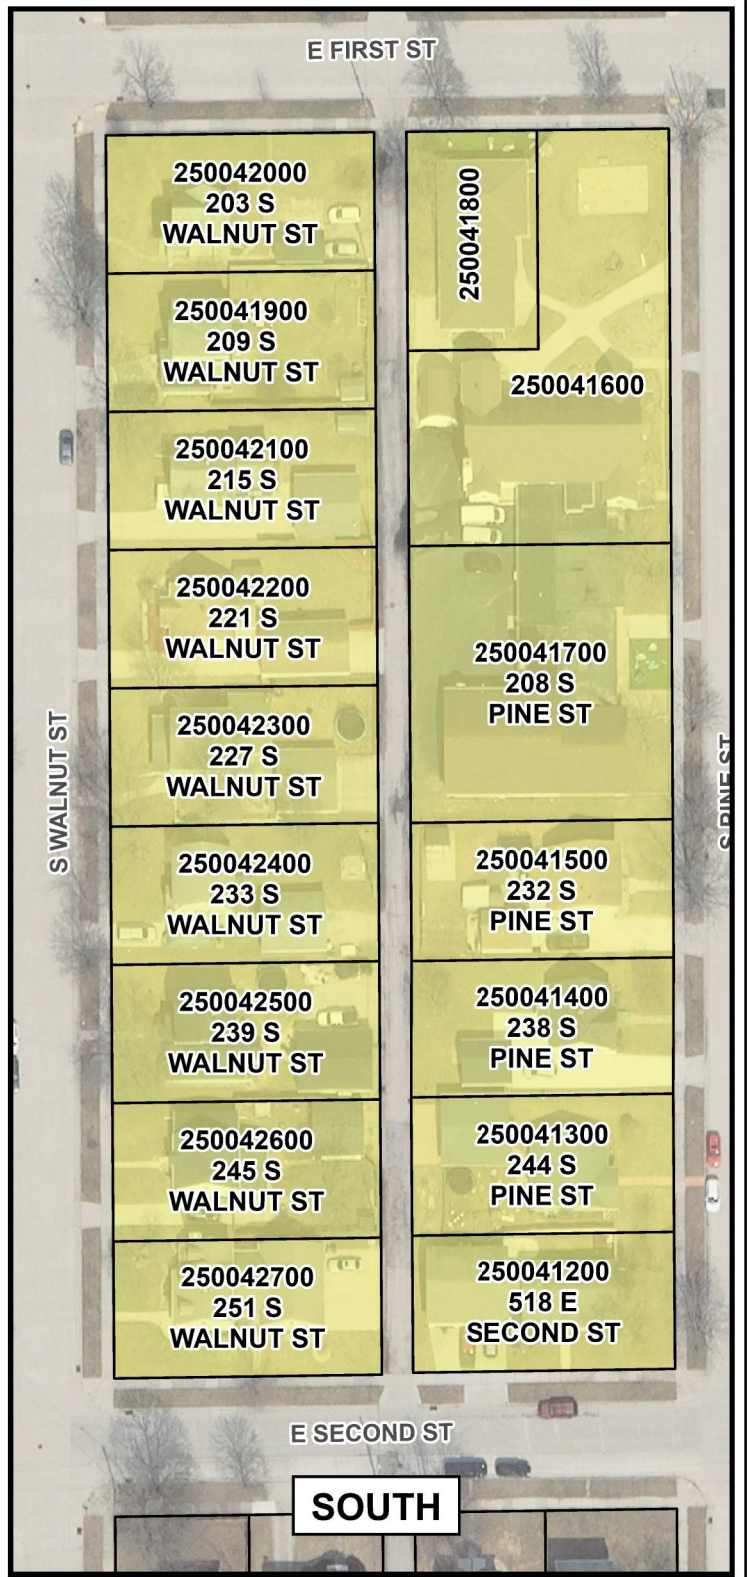 E FIRST ST
250042000
203 S
WALNUT ST
250041800
250041900
209 S
WALNUT ST
250041600
250042100
215 S
WALNUT ST
250042200
221 S
WALNUT ST
250041700
208 S
PINE ST
250042300
227 S
WALNUT ST
S WALNUT ST
S PINE ST
250042400
233 S
WALNUT ST
250041500
232 S
PINE ST
250042500
239 S
WALNUT ST
250041400
238 S
PINE ST
250042600
245 S
WALNUT ST
250041300
244 S
PINE ST
250042700
251 S
WALNUT ST
250041200
518 E
SECOND ST
E SECOND ST
SOUTH